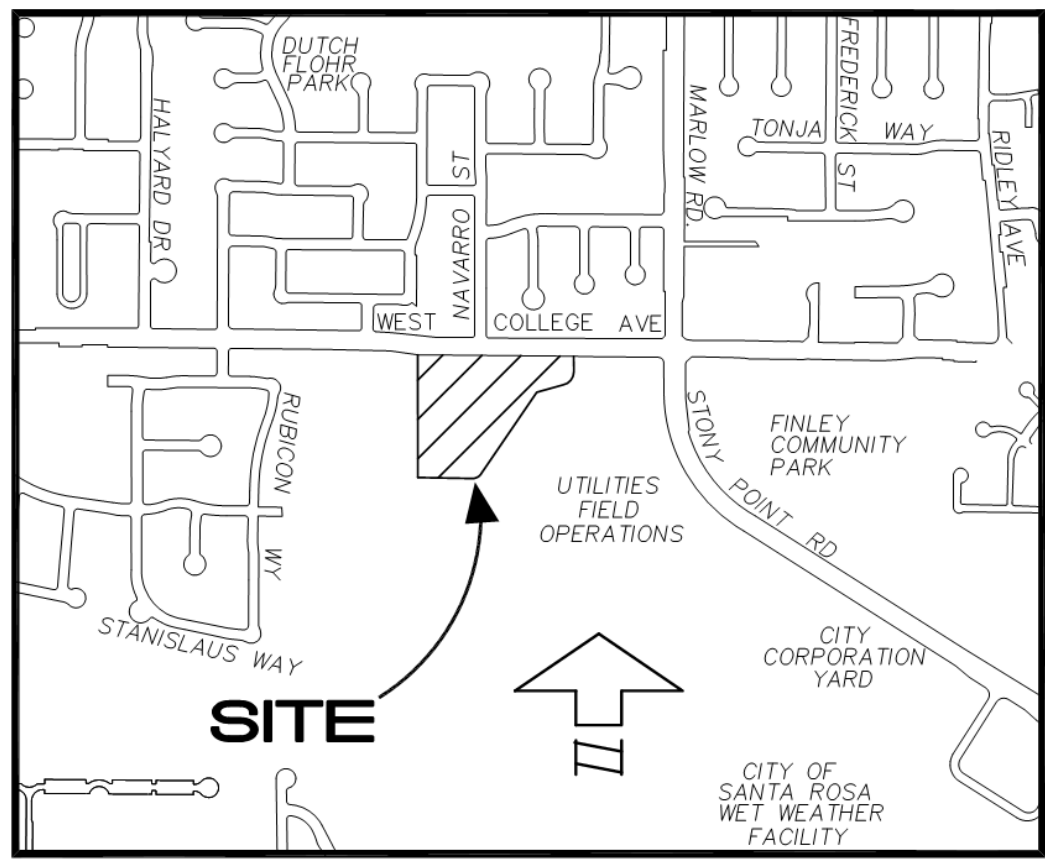 DUTCH
FLOHR
PARK
HALYARD DR
NAVARRO ST
MARLOW RD.
FREDERICK ST
TONJA WAY
RIDLEY AVE
WEST COLLEGE AVE
RUBICON WY
STONY POINT RD
FINLEY
COMMUNITY
PARK
UTILITIES
FIELD
OPERATIONS
STANISLAUS WAY
CITY
CORPORATION
YARD
SITE
N
CITY OF
SANTA ROSA
WET WEATHER
FACILITY